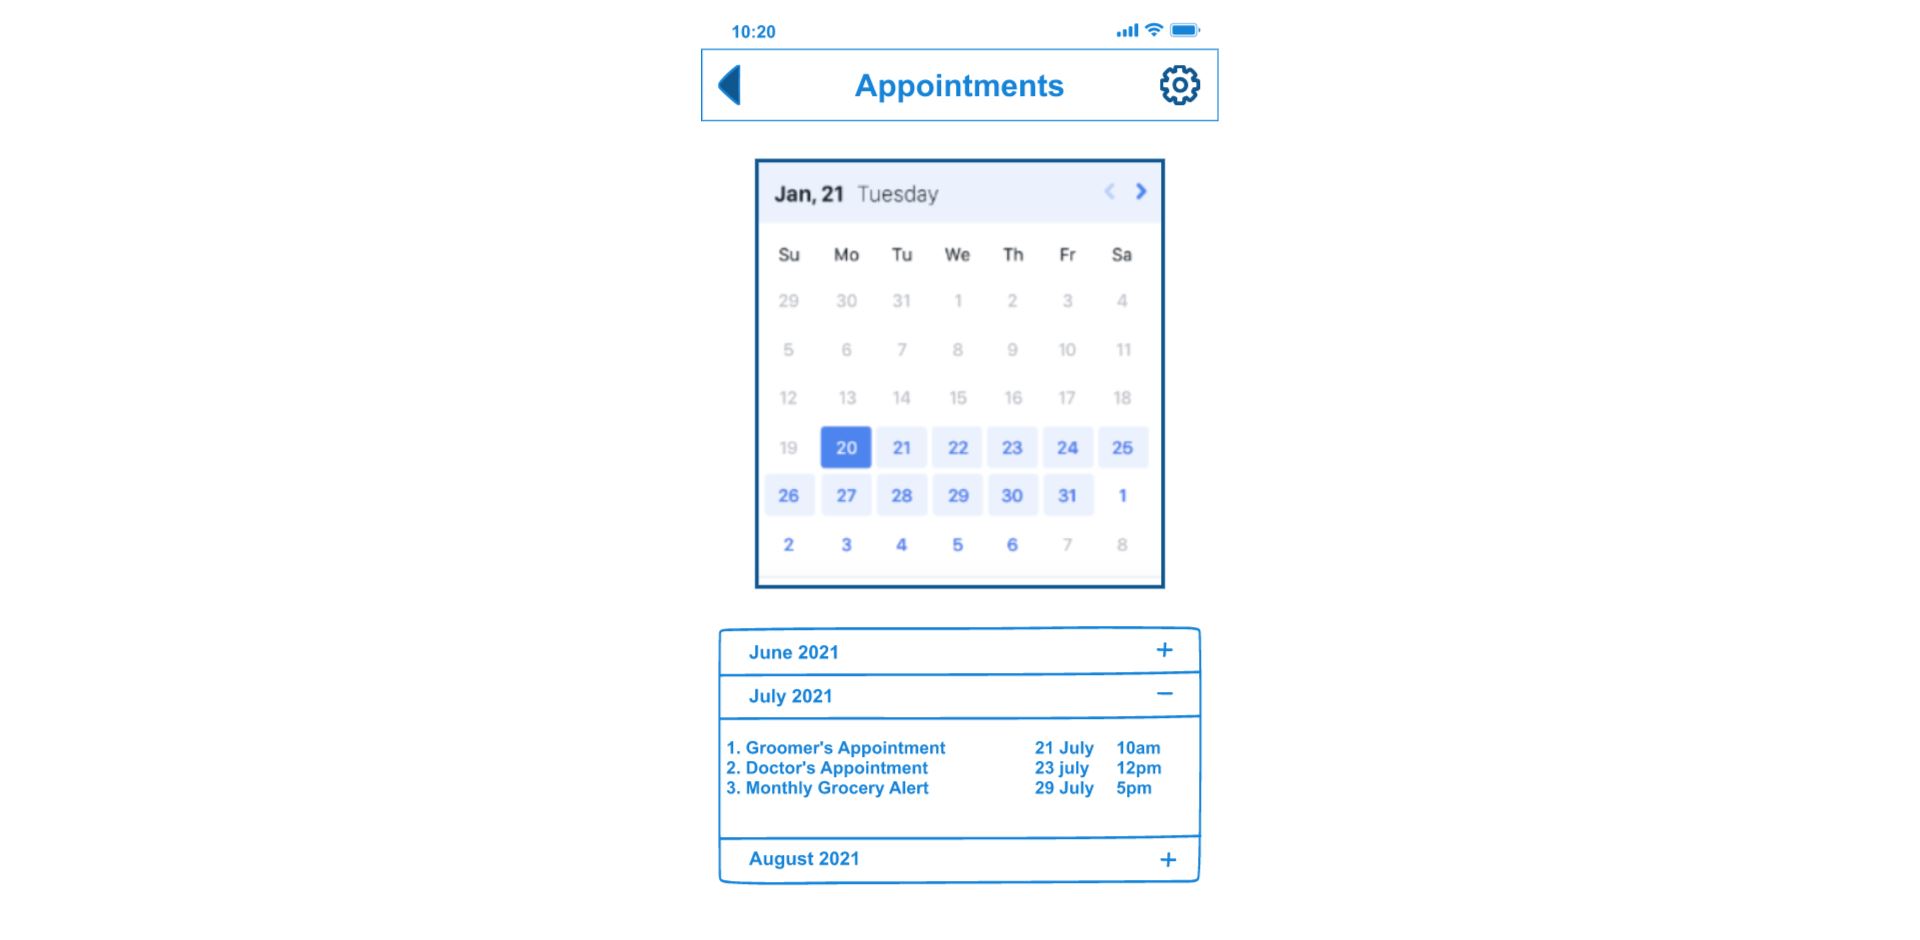 10:20
Appointments
Jan, 21 Tuesday
Su Mo Tu We Th Fr Sa
29 30 31 1 2 3 4
5 6 7 8 9 10 11
12 13 14 15 16 17 18
19 20 21 22 23 24 25
26 27 28 29 30 31 1
2 3 4 5 6 7 8
June 2021 +
July 2021 −
1. Groomer's Appointment 21 July 10am
2. Doctor's Appointment 23 july 12pm
3. Monthly Grocery Alert 29 July 5pm
August 2021 +